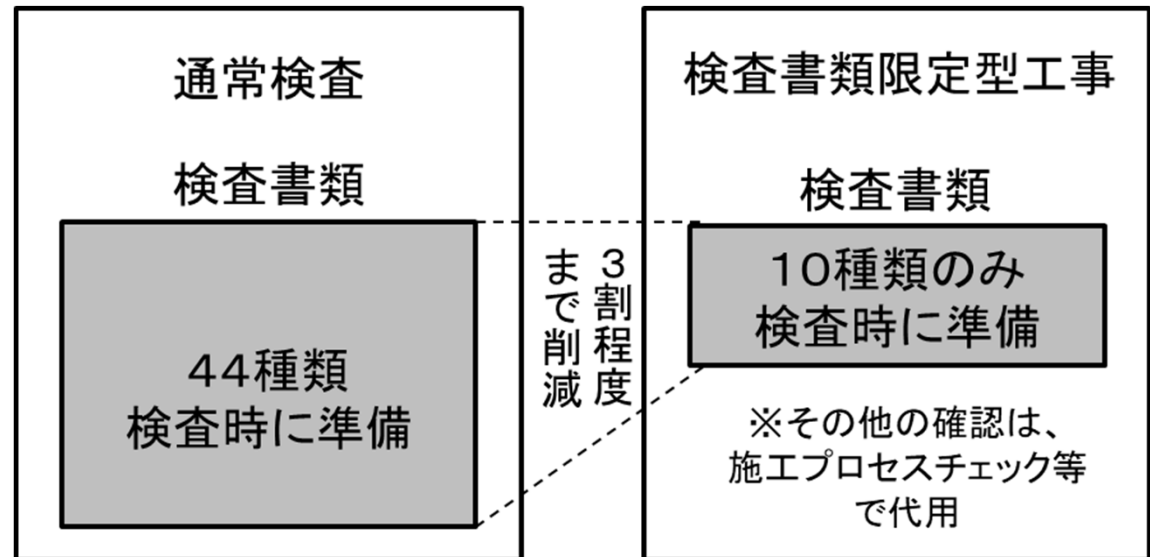 通常検査
検査書類
44種類
検査時に準備
3割程度
まで削減
検査書類限定型工事
検査書類
10種類のみ
検査時に準備
※その他の確認は、
施工プロセスチェック等
で代用